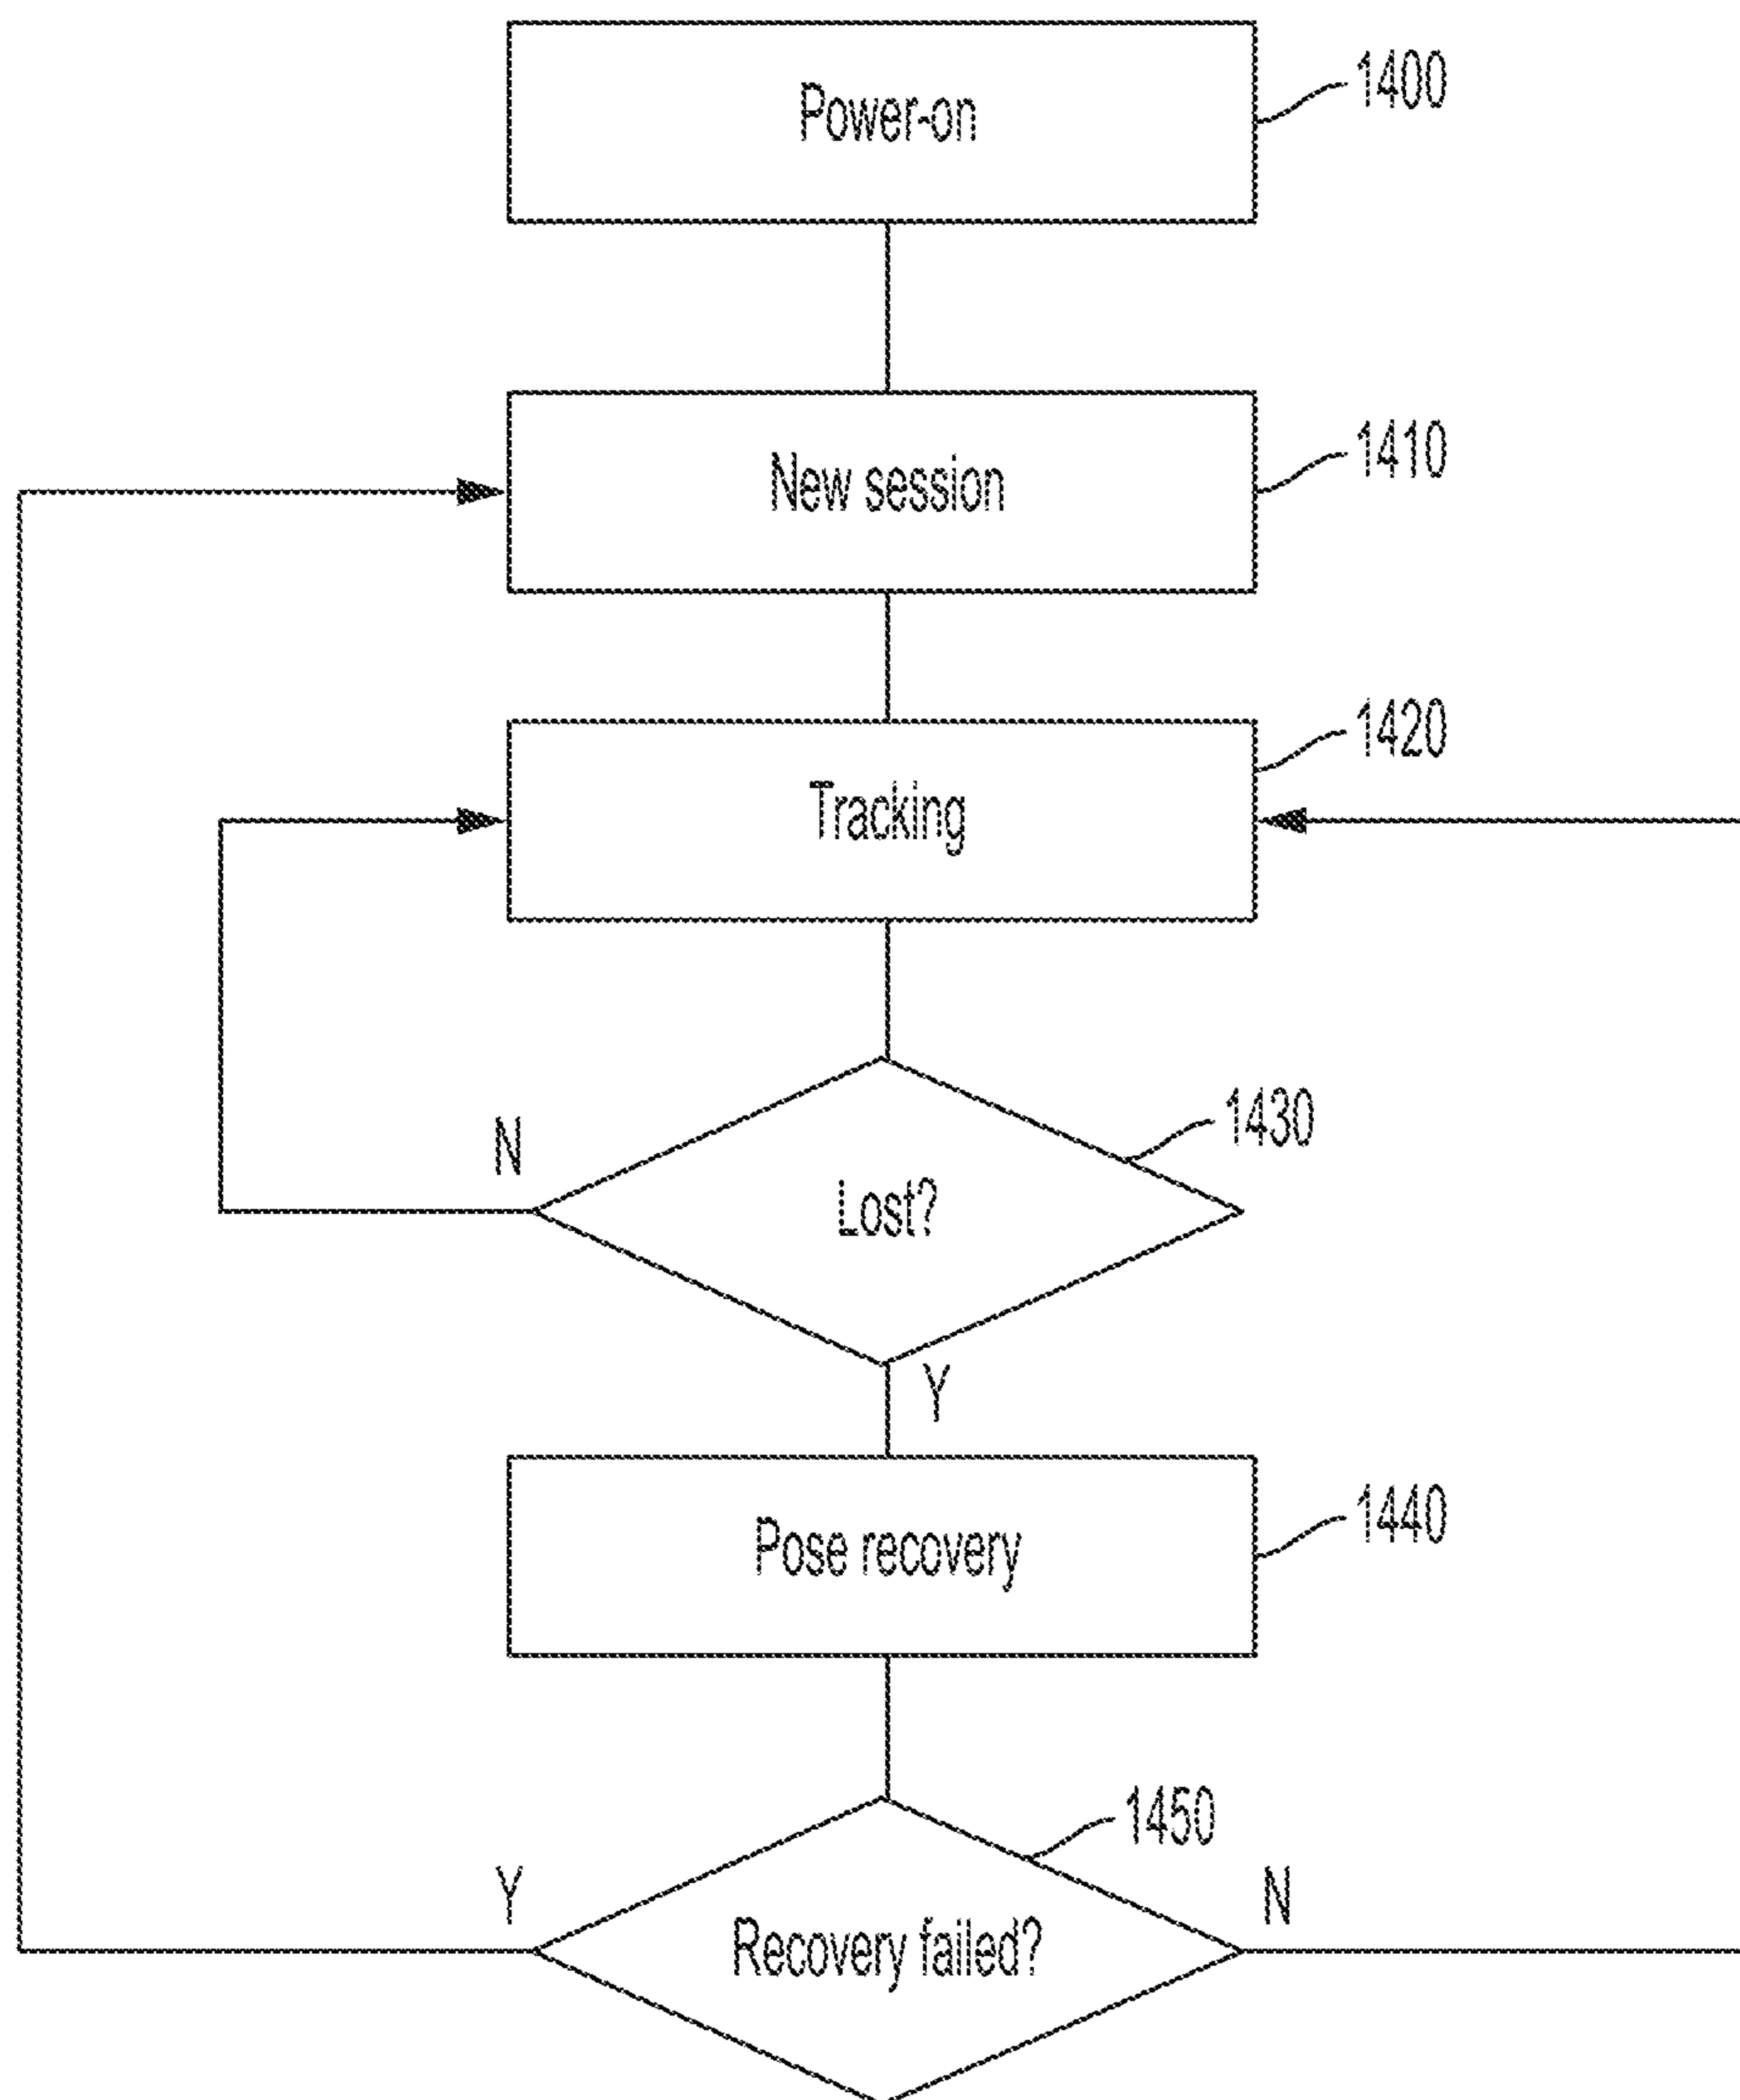 Power-on
1400
New session
1410
1420
Tracking
N
1430
Lost?
Y
Pose recovery
1440
1450
Y
N
Recovery failed?